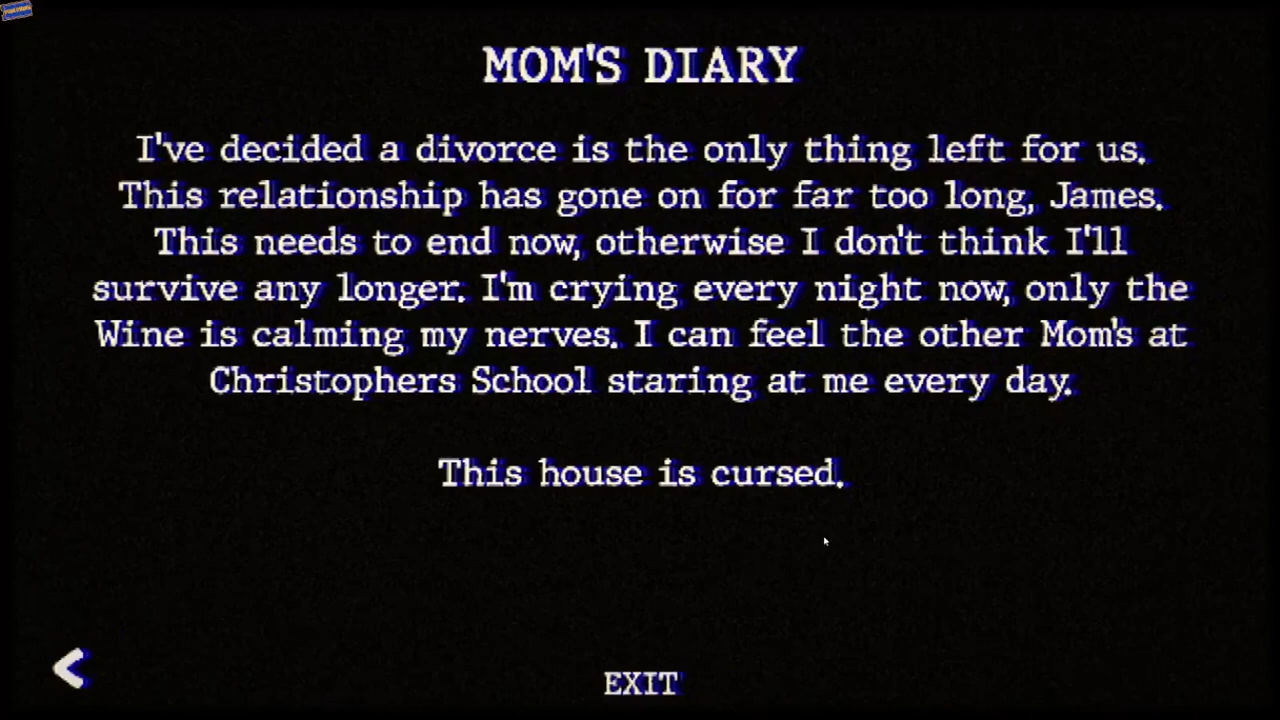 MOM'S DIARY
I've decided a divorce is the only thing left for us.
This relationship has gone on for far too long, James.
This needs to end now, otherwise I don't think I'll
survive any longer. I'm crying every night now, only the
Wine is calming my nerves. I can feel the other Mom's at
Christophers School staring at me every day.
This house is cursed.
<
EXIT